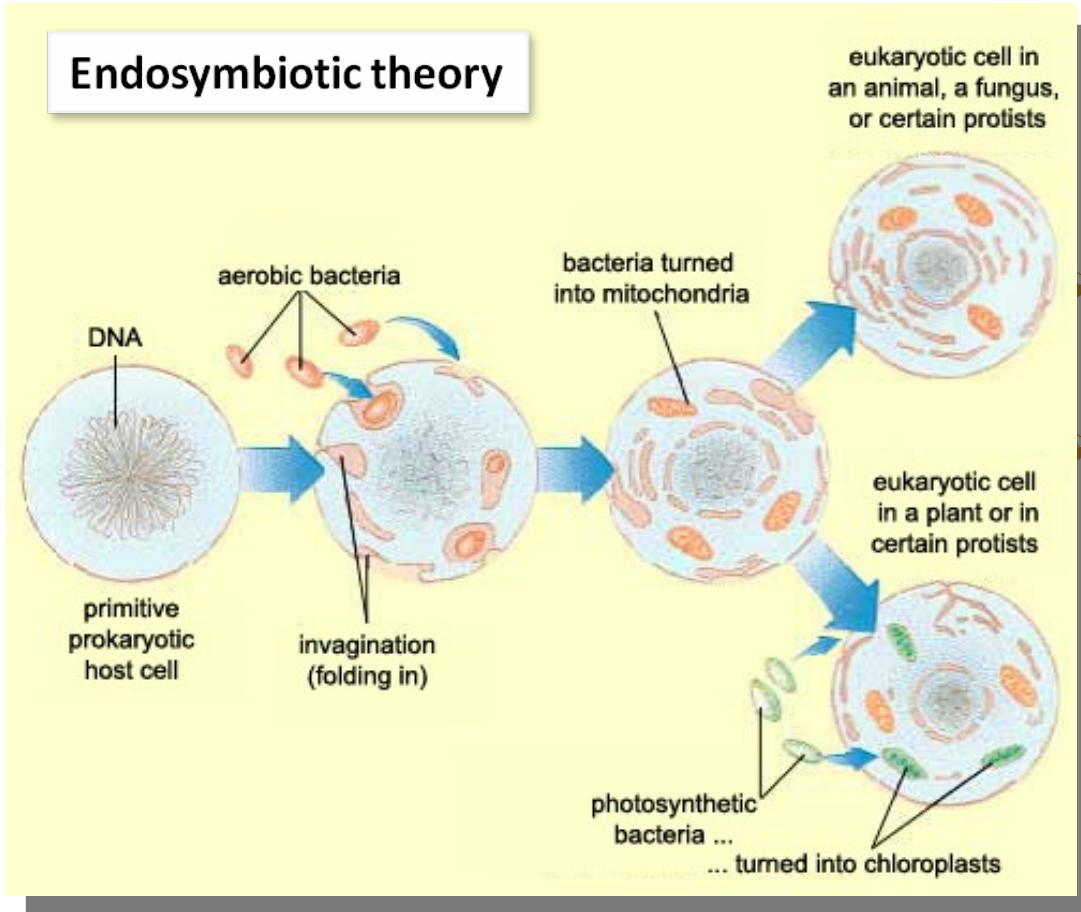 Endosymbiotic theory
eukaryotic cell in
an animal, a fungus,
or certain protists
aerobic bacteria
bacteria turned
into mitochondria
DNA
eukaryotic cell
in a plant or in
certain protists
primitive
prokaryotic
host cell
invagination
(folding in)
photosynthetic
bacteria ...
... turned into chloroplasts